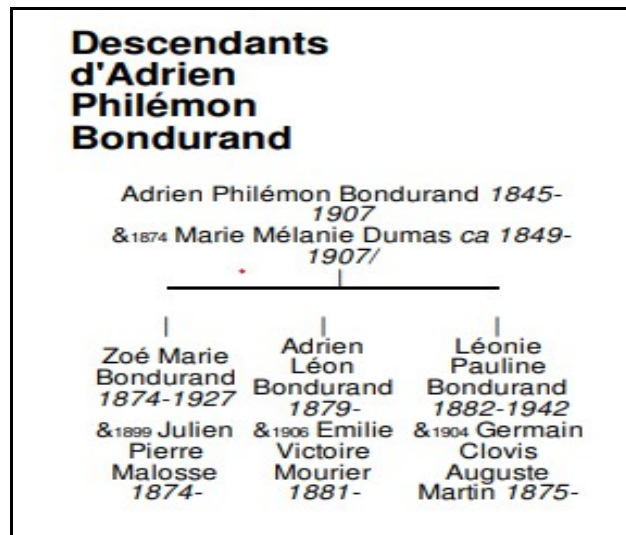 Descendants
d'Adrien
Philémon
Bondurand
Adrien Philémon Bondurand 1845-
1907
&1874 Marie Mélanie Dumas ca 1849-
1907/
Zoé Marie
Bondurand
1874-1927
&1899 Julien
Pierre
Malosse
1874-
Adrien
Léon
Bondurand
1879-
&1906 Emilie
Victoire
Mourier
1881-
Léonie
Pauline
Bondurand
1882-1942
&1904 Germain
Clovis
Auguste
Martin 1875-